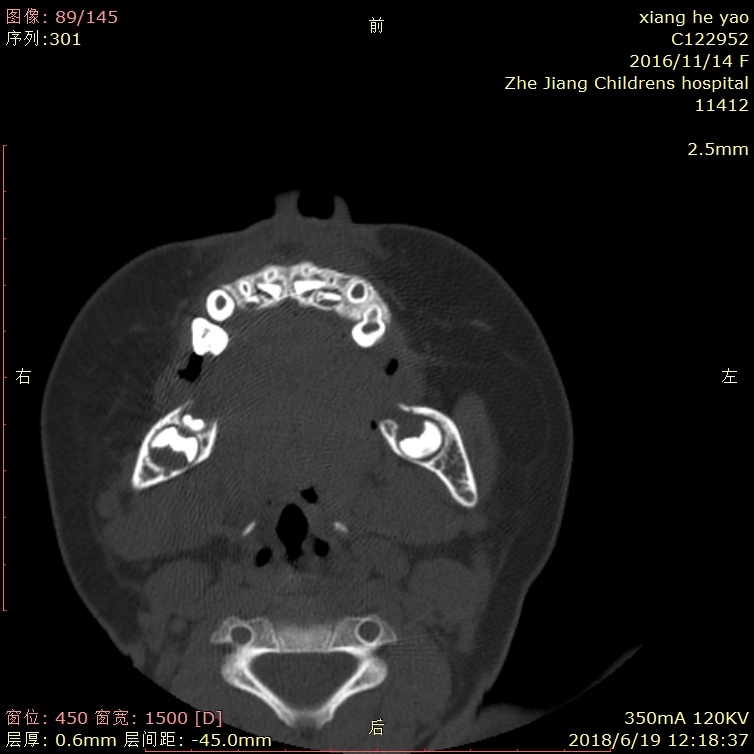 图像: 89/145
序列:301
前
xiang he yao
C122952
2016/11/14 F
Zhe Jiang Childrens hospital
11412
2.5mm
右
左
窗位: 450 窗宽: 1500 [D]
层厚: 0.6mm 层间距: -45.0mm
后
350mA 120KV
2018/6/19 12:18:37